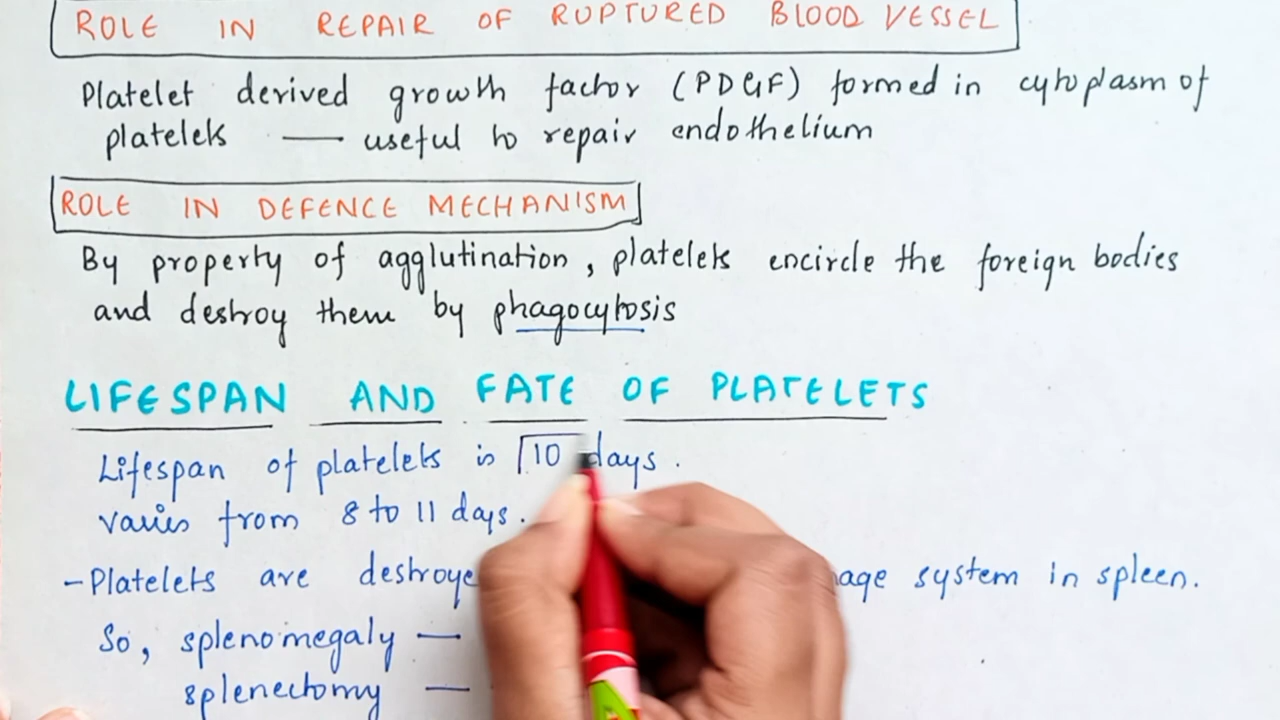 ROLE IN REPAIR OF RUPTURED BLOOD VESSEL
Platelet derived growth factor (PDGF) formed in cytoplasm of
platelets — useful to repair endothelium
ROLE IN DEFENCE MECHANISM
By property of agglutination, platelets encircle the foreign bodies
and destroy them by phagocytosis
LIFESPAN AND FATE OF PLATELETS
Lifespan of platelets is 10 days.
varies from 8 to 11 days.
- Platelets are system in spleen.
So, splenomegaly —
splenectomy —